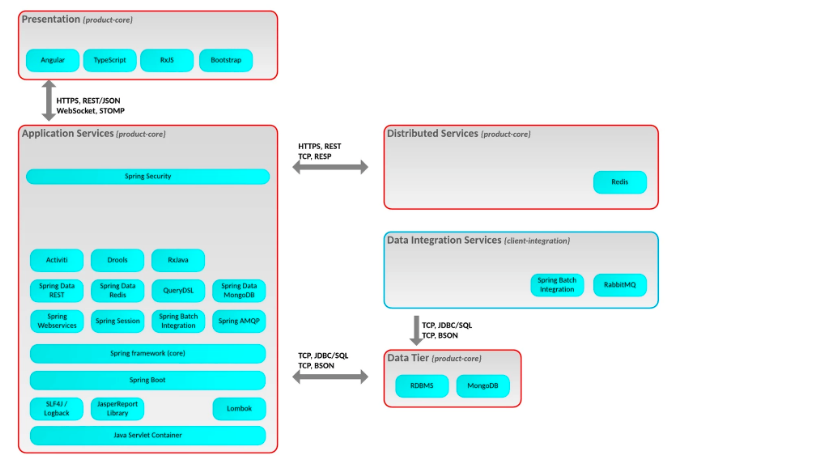 Presentation (product-core)
Angular
TypeScript
RxJS
Bootstrap
HTTPS, REST/JSON
WebSocket, STOMP
Application Services (product-core)
Spring Security
Activiti
Drools
RxJava
Spring Data
REST
Spring Data
Redis
QueryDSL
Spring Data
MongoDB
Spring
Webservices
Spring Session
Spring Batch
Integration
Spring AMQP
Spring framework (core)
Spring Boot
SLF4J /
Logback
JasperReport
Library
Lombok
Java Servlet Container
HTTPS, REST
TCP, RESP
Distributed Services (product-core)
Redis
Data Integration Services (client-integration)
Spring Batch
Integration
RabbitMQ
TCP, JDBC/SQL
TCP, BSON
TCP, JDBC/SQL
TCP, BSON
Data Tier (product-core)
RDBMS
MongoDB